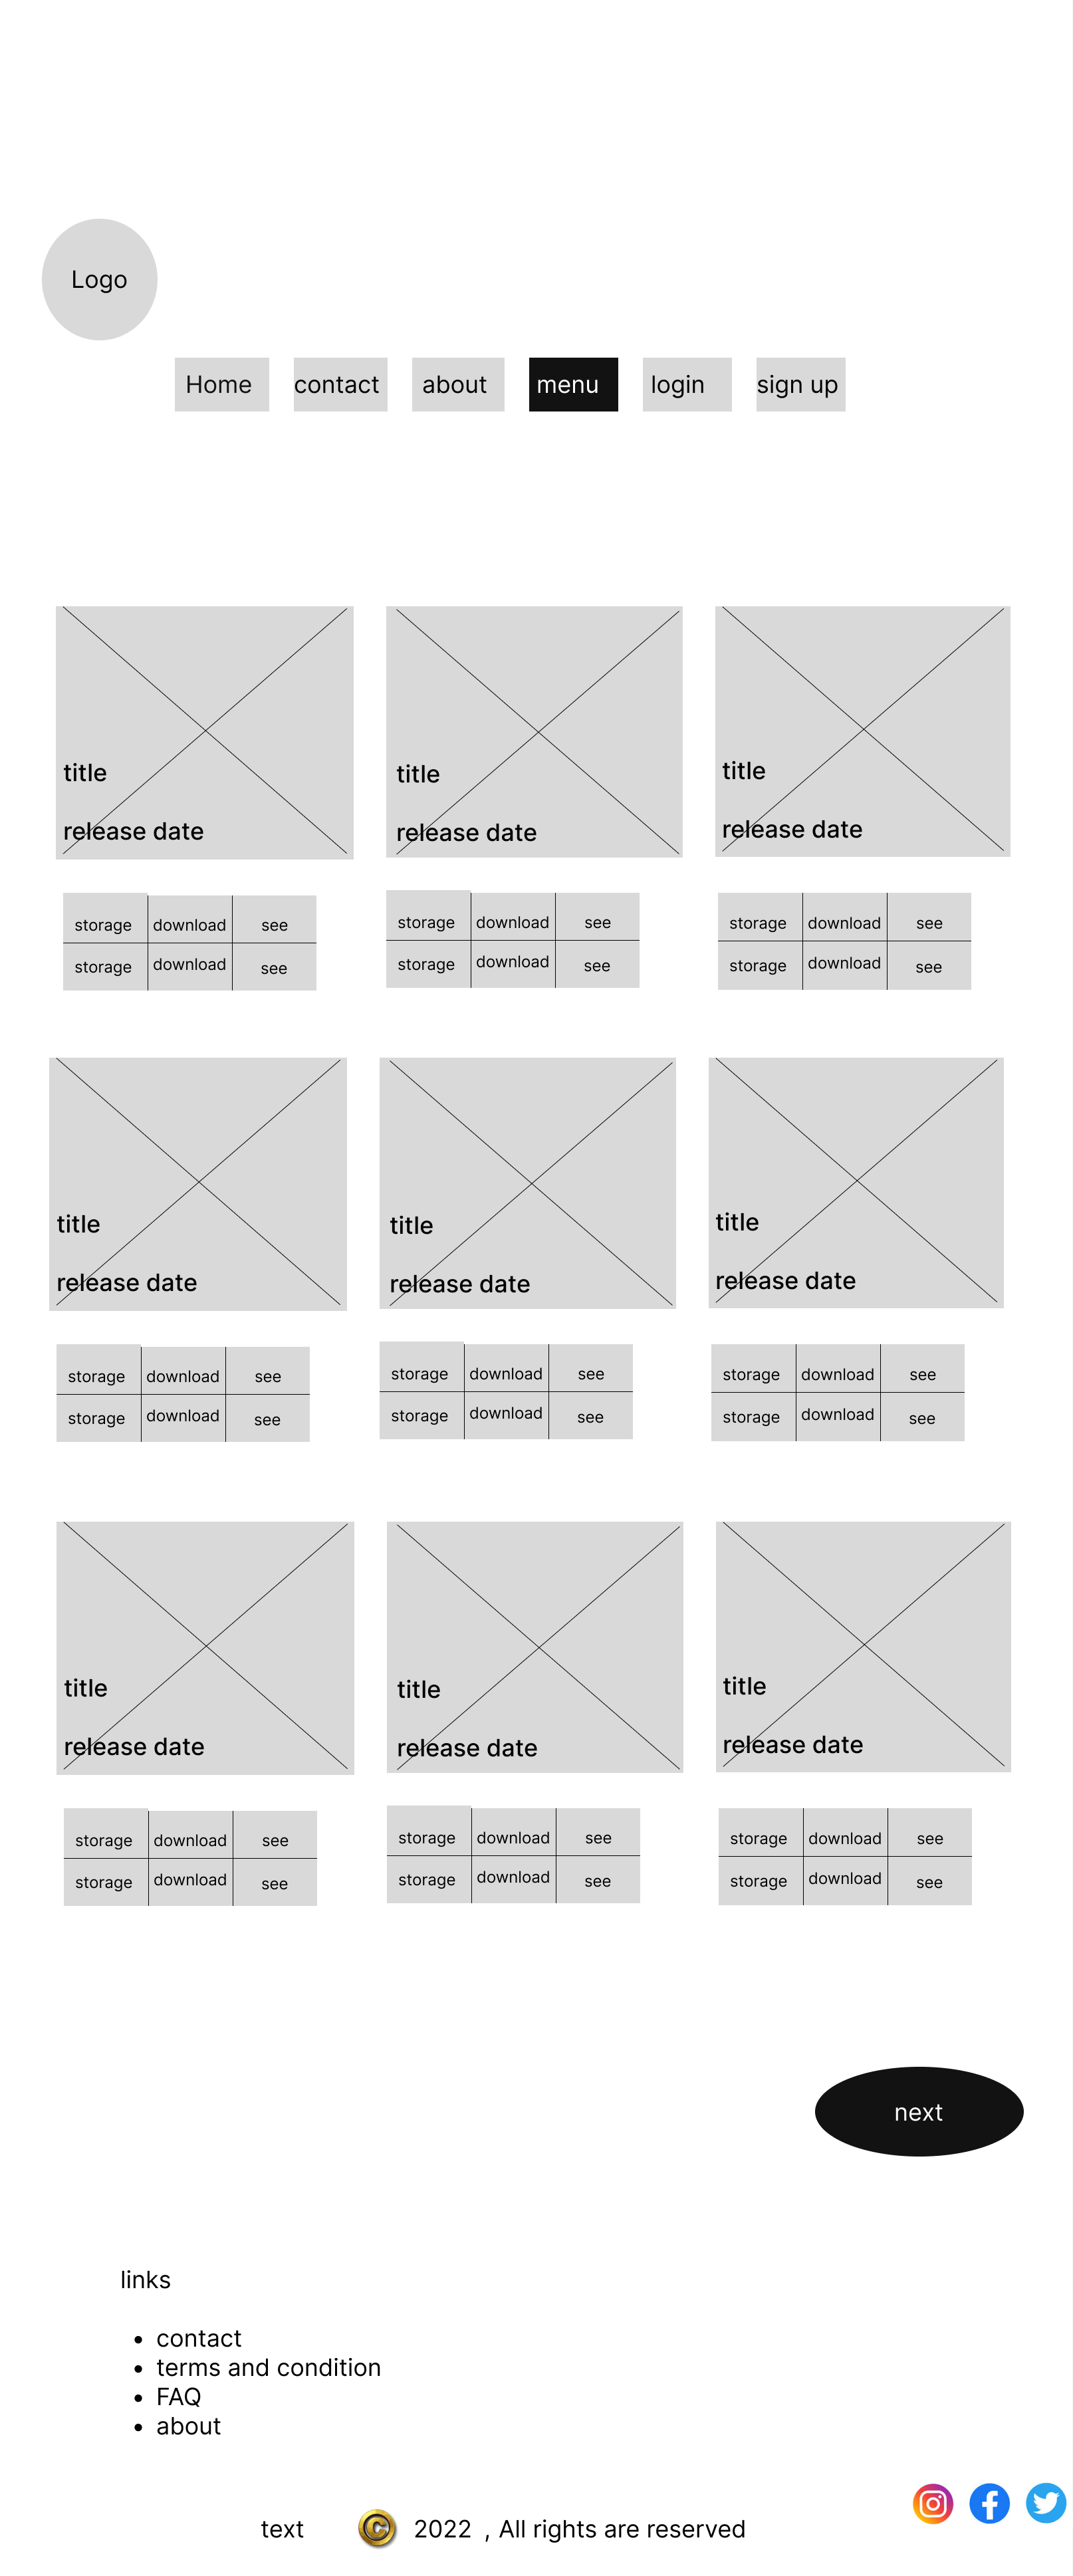 Logo
Home contact about menu login sign up
title title title
release date release date release date
storage download see storage download see storage download see
storage download see storage download see storage download see
title title title
release date release date release date
storage download see storage download see storage download see
storage download see storage download see storage download see
title title title
release date release date release date
storage download see storage download see storage download see
storage download see storage download see storage download see
next
links
• contact
• terms and condition
• FAQ
• about
text © 2022 , All rights are reserved